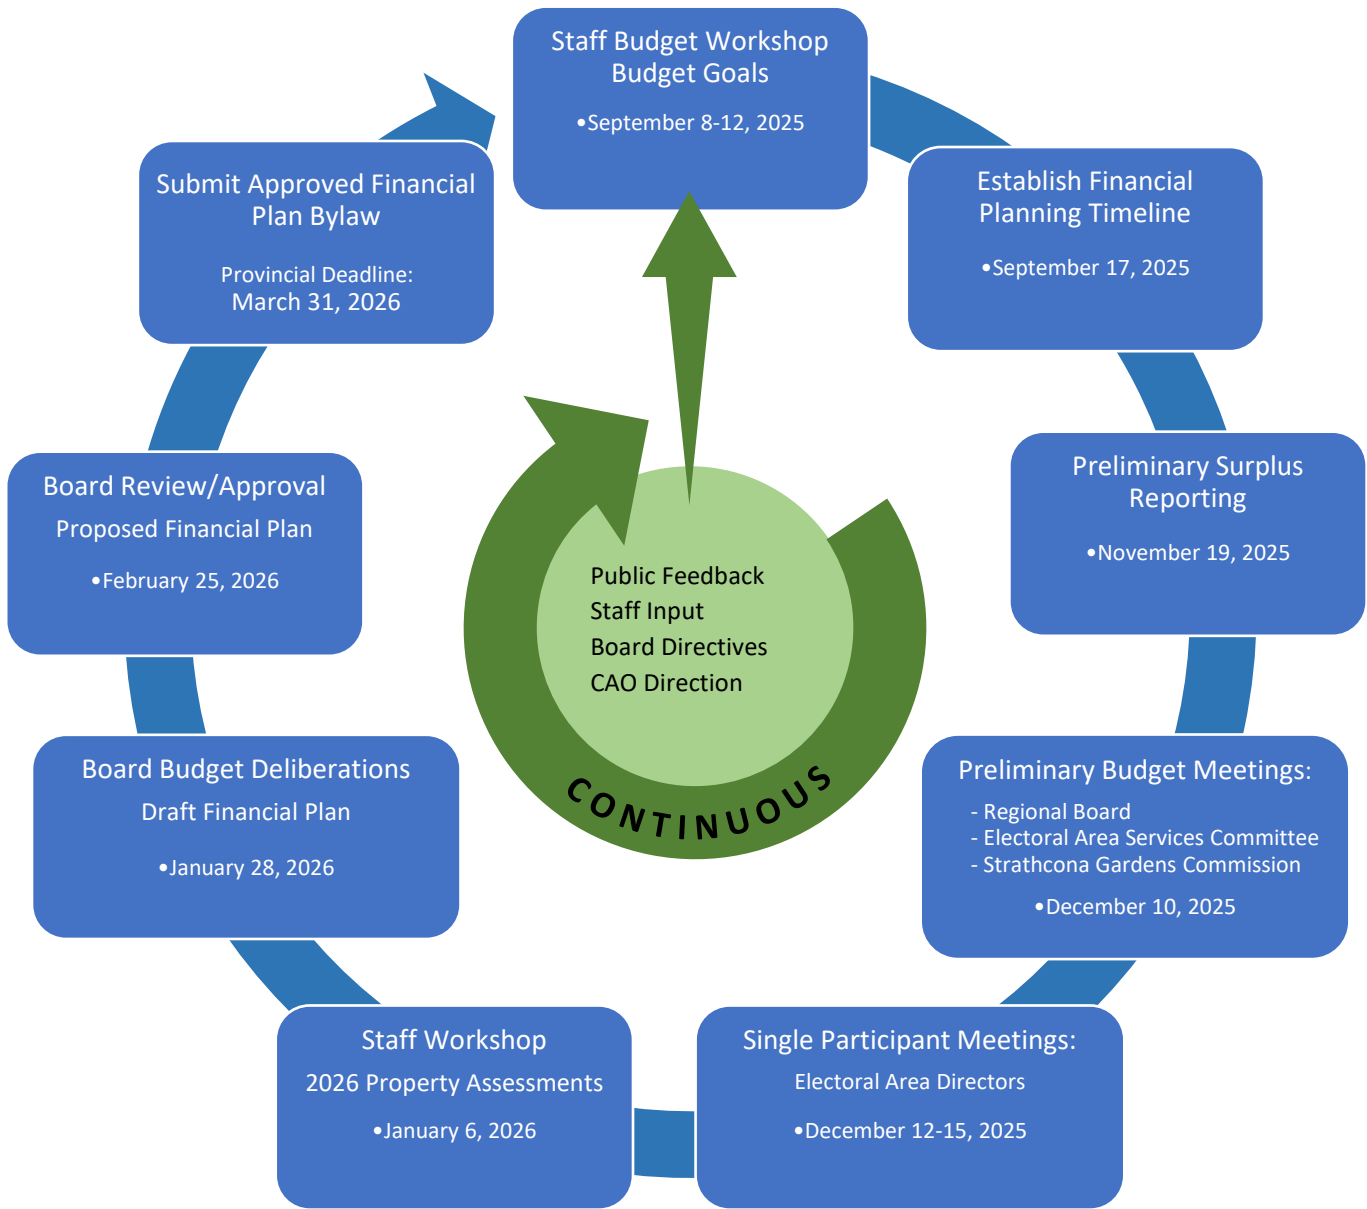 Staff Budget Workshop
Budget Goals
•September 8-12, 2025
Establish Financial
Planning Timeline
•September 17, 2025
Preliminary Surplus
Reporting
•November 19, 2025
Preliminary Budget Meetings:
- Regional Board
- Electoral Area Services Committee
- Strathcona Gardens Commission
•December 10, 2025
Single Participant Meetings:
Electoral Area Directors
•December 12-15, 2025
Staff Workshop
2026 Property Assessments
•January 6, 2026
Board Budget Deliberations
Draft Financial Plan
•January 28, 2026
Board Review/Approval
Proposed Financial Plan
•February 25, 2026
Submit Approved Financial
Plan Bylaw
Provincial Deadline:
March 31, 2026
Public Feedback
Staff Input
Board Directives
CAO Direction
CONTINUOUS